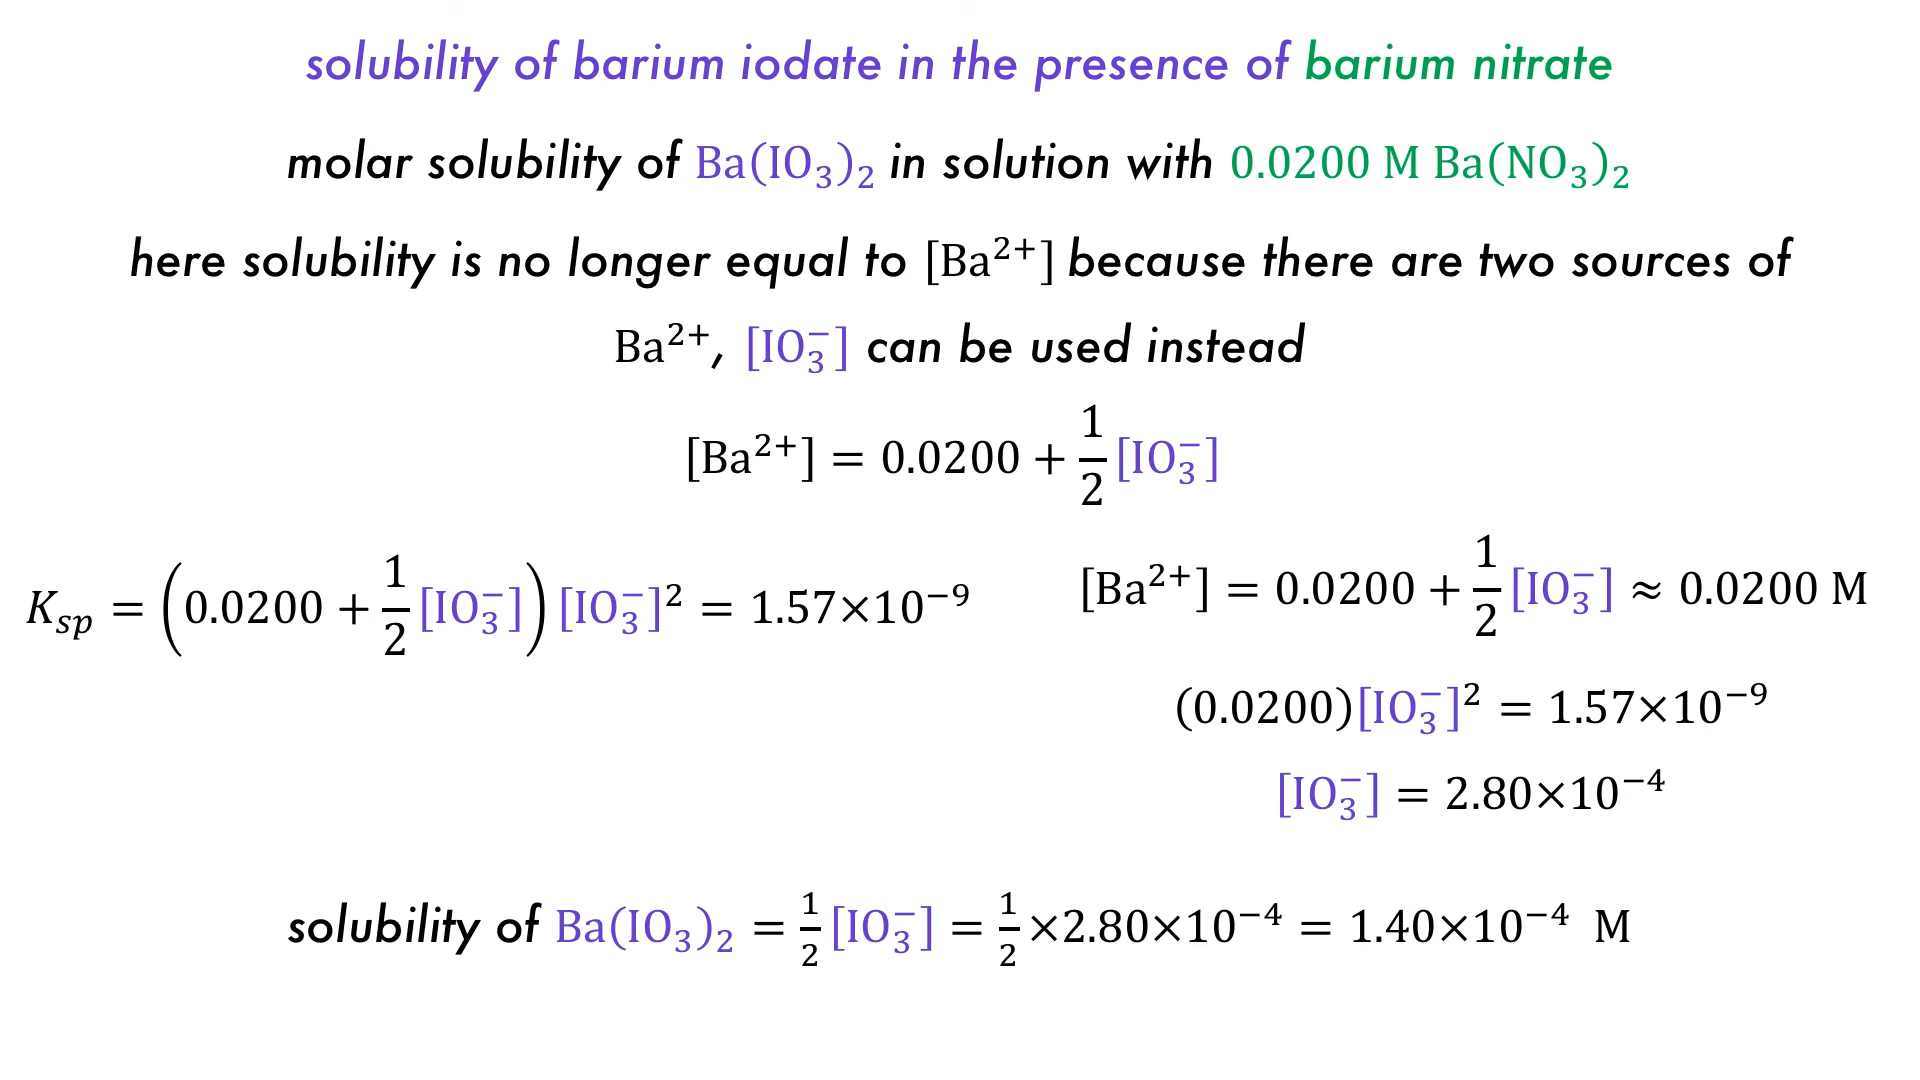 solubility of barium iodate in the presence of barium nitrate
molar solubility of Ba(IO₃)₂ in solution with 0.0200 M Ba(NO₃)₂
here solubility is no longer equal to [Ba²⁺] because there are two sources of
Ba²⁺, [IO₃⁻] can be used instead
[Ba²⁺] = 0.0200 + 1/2 [IO₃⁻]
Kₛₚ = (0.0200 + 1/2 [IO₃⁻]) [IO₃⁻]² = 1.57×10⁻⁹
[Ba²⁺] = 0.0200 + 1/2 [IO₃⁻] ≈ 0.0200 M
(0.0200)[IO₃⁻]² = 1.57×10⁻⁹
[IO₃⁻] = 2.80×10⁻⁴
solubility of Ba(IO₃)₂ = 1/2 [IO₃⁻] = 1/2 ×2.80×10⁻⁴ = 1.40×10⁻⁴ M